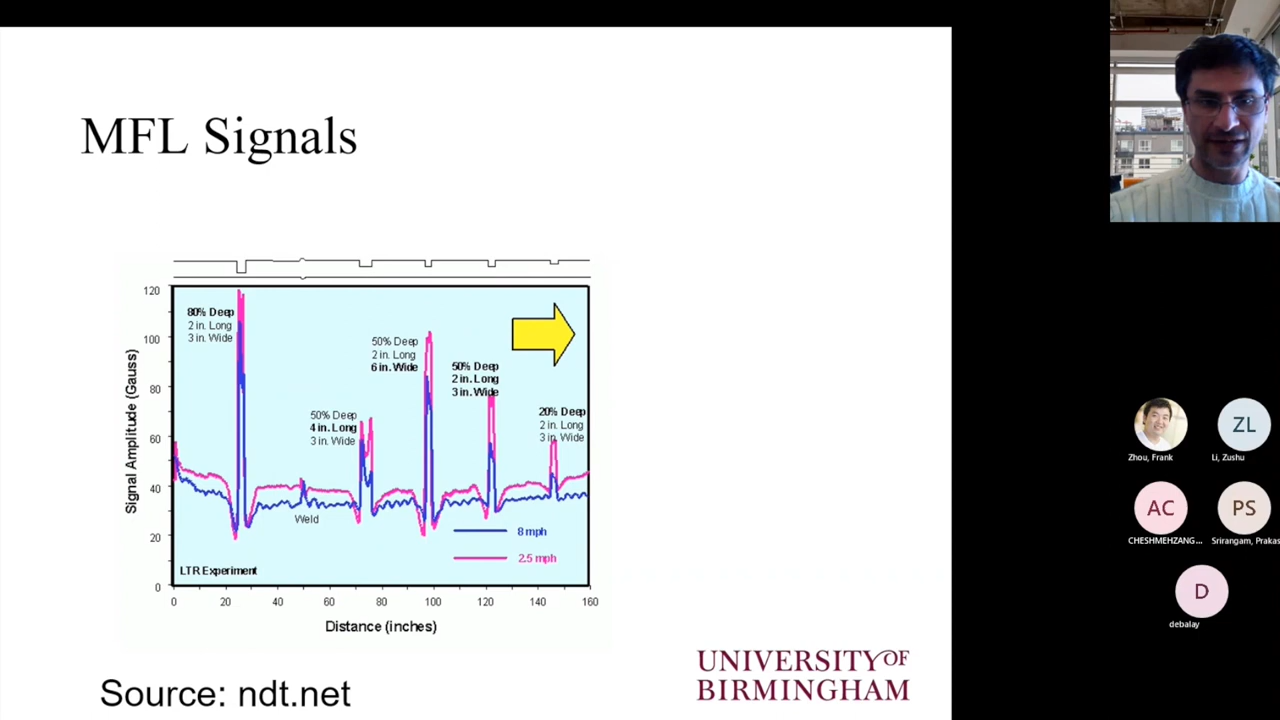 MFL Signals
120
100
80
60
40
20
0
Signal Amplitude (Gauss)
80% Deep
2 in. Long
3 in. Wide
50% Deep
4 in. Long
3 in. Wide
50% Deep
2 in. Long
6 in. Wide
50% Deep
2 in. Long
3 in. Wide
20% Deep
2 in. Long
3 in. Wide
Weld
8 mph
2.5 mph
LTR Experiment
0 20 40 60 80 100 120 140 160
Distance (inches)
Source: ndt.net
UNIVERSITY OF
BIRMINGHAM
Zhou, Frank
ZL
Li, Zushu
AC
CHESHMEHZANG...
PS
Srirangam, Prakas
D
debalay